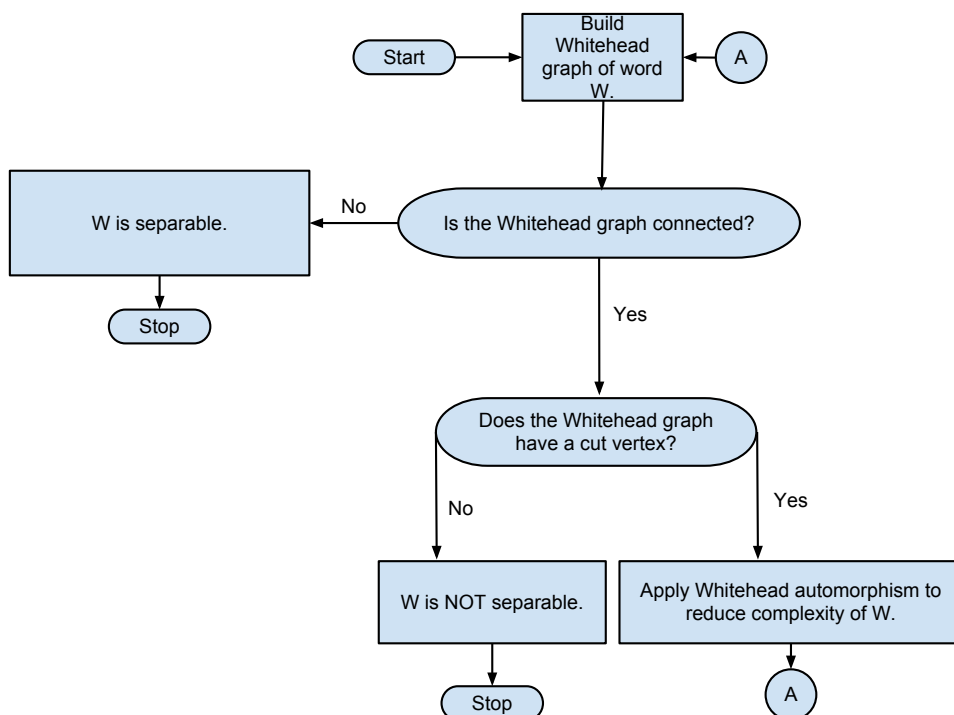 Start
Build
Whitehead
graph of word
W.
A
W is separable.
No
Is the Whitehead graph connected?
Stop
Yes
Does the Whitehead graph
have a cut vertex?
No
Yes
W is NOT separable.
Apply Whitehead automorphism to
reduce complexity of W.
Stop
A